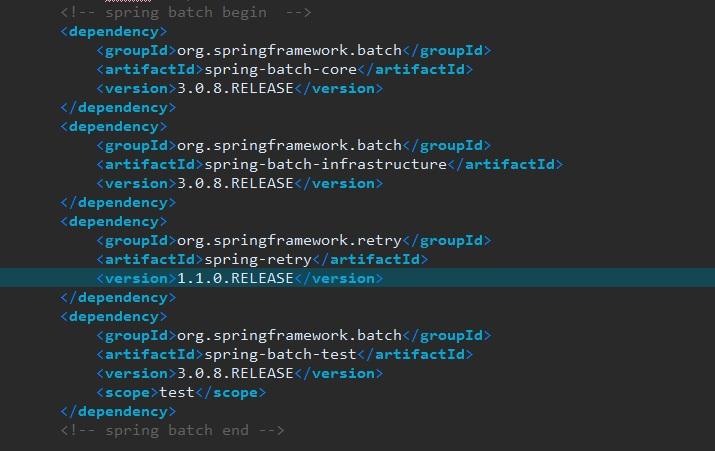 <!-- spring batch begin  -->
<dependency>
    <groupId>org.springframework.batch</groupId>
    <artifactId>spring-batch-core</artifactId>
    <version>3.0.8.RELEASE</version>
</dependency>
<dependency>
    <groupId>org.springframework.batch</groupId>
    <artifactId>spring-batch-infrastructure</artifactId>
    <version>3.0.8.RELEASE</version>
</dependency>
<dependency>
    <groupId>org.springframework.retry</groupId>
    <artifactId>spring-retry</artifactId>
    <version>1.1.0.RELEASE</version>
</dependency>
<dependency>
    <groupId>org.springframework.batch</groupId>
    <artifactId>spring-batch-test</artifactId>
    <version>3.0.8.RELEASE</version>
    <scope>test</scope>
</dependency>
<!-- spring batch end -->